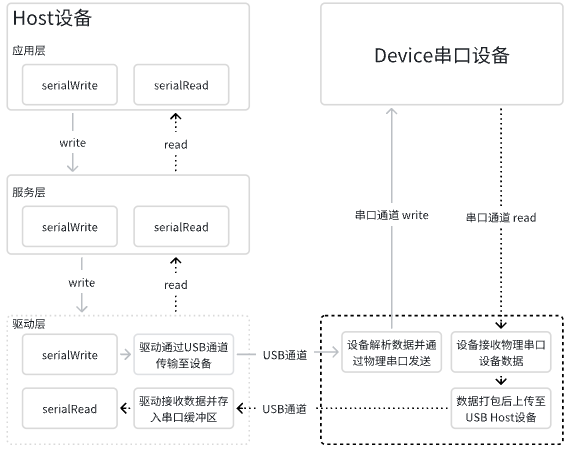 Host设备
应用层
serialWrite
serialRead
write
read
服务层
serialWrite
serialRead
write
read
驱动层
serialWrite
驱动通过USB通道
传输至设备
serialRead
驱动接收数据并存
入串口缓冲区
USB通道
USB通道
Device串口设备
串口通道 write
串口通道 read
设备解析数据并通
过物理串口发送
设备接收物理串口
设备数据
数据打包后上传至
USB Host设备